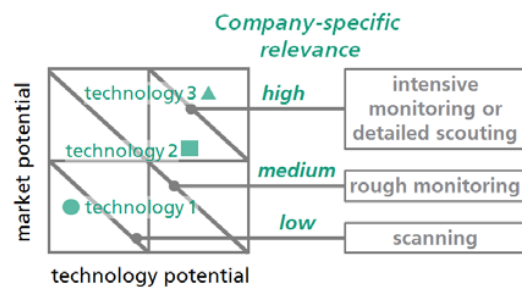 Company-specific
relevance
technology 3
high
intensive
monitoring or
detailed scouting
market potential
technology 2
medium
rough monitoring
technology 1
low
scanning
technology potential